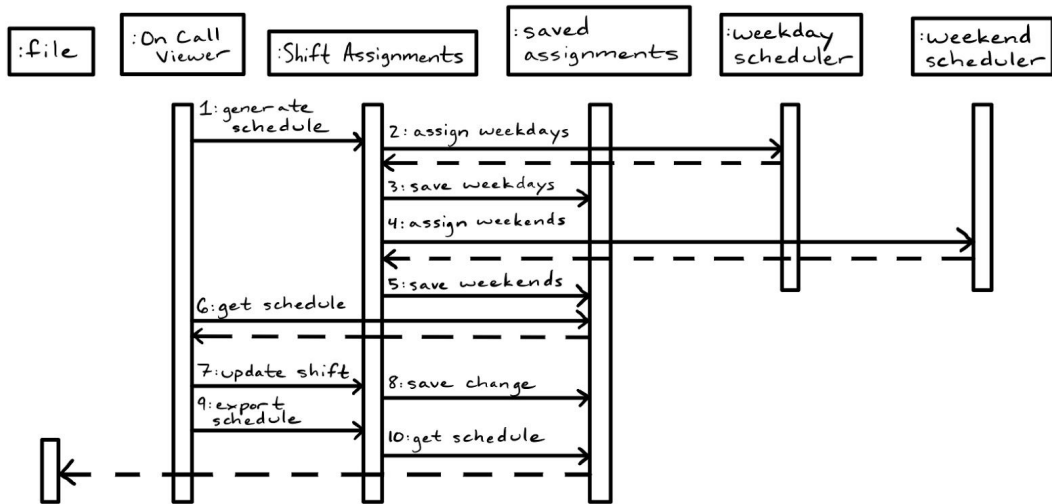 :file
:On Call
Viewer
:Shift Assignments
:saved
assignments
:weekday
scheduler
:weekend
scheduler
1:generate
schedule
2:assign weekdays
3:save weekdays
4:assign weekends
5:save weekends
6:get schedule
7:update shift
8:save change
9:export
schedule
10:get schedule